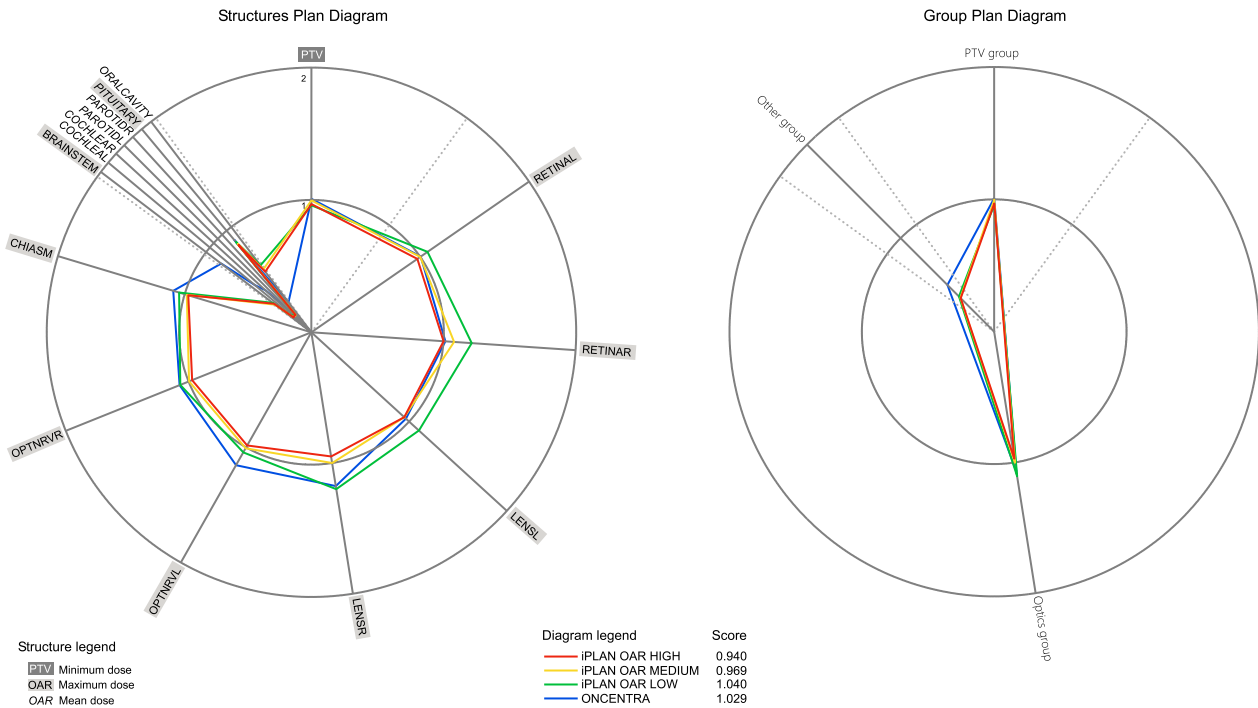 Structures Plan Diagram
Group Plan Diagram
PTV
2
1
ORALCAVITY
PITUITARY
PAROTIDR
PAROTIDL
COCHLEAR
COCHLEAL
BRAINSTEM
CHIASM
OPTNRVR
OPTNRVL
LENSR
LENSL
RETINAR
RETINAL
PTV group
Other group
Optics group
Structure legend
PTV Minimum dose
OAR Maximum dose
OAR Mean dose
Diagram legend Score
iPLAN OAR HIGH 0.940
iPLAN OAR MEDIUM 0.969
iPLAN OAR LOW 1.040
ONCENTRA 1.029